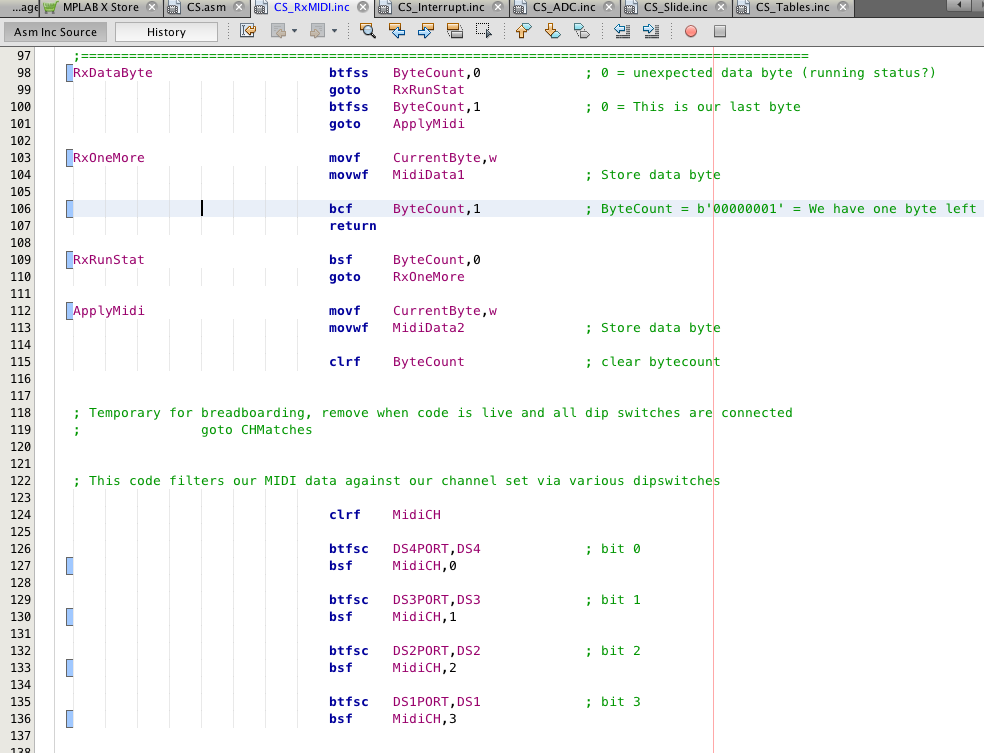 ...age MPLAB X Store CS.asm CS_RxMIDI.inc CS_Interrupt.inc CS_ADC.inc CS_Slide.inc CS_Tables.inc
Asm Inc Source History
97 ;===========================================================================================
98 RxDataByte btfss ByteCount,0 ; 0 = unexpected data byte (running status?)
99 goto RxRunStat
100 btfss ByteCount,1 ; 0 = This is our last byte
101 goto ApplyMidi
102
103 RxOneMore movf CurrentByte,w
104 movwf MidiData1 ; Store data byte
105
106 bcf ByteCount,1 ; ByteCount = b'00000001' = We have one byte left
107 return
108
109 RxRunStat bsf ByteCount,0
110 goto RxOneMore
111
112 ApplyMidi movf CurrentByte,w
113 movwf MidiData2 ; Store data byte
114
115 clrf ByteCount ; clear bytecount
116
117
118 ; Temporary for breadboarding, remove when code is live and all dip switches are connected
119 ; goto CHMatches
120
121
122 ; This code filters our MIDI data against our channel set via various dipswitches
123
124 clrf MidiCH
125
126 btfsc DS4PORT,DS4 ; bit 0
127 bsf MidiCH,0
128
129 btfsc DS3PORT,DS3 ; bit 1
130 bsf MidiCH,1
131
132 btfsc DS2PORT,DS2 ; bit 2
133 bsf MidiCH,2
134
135 btfsc DS1PORT,DS1 ; bit 3
136 bsf MidiCH,3
137
138